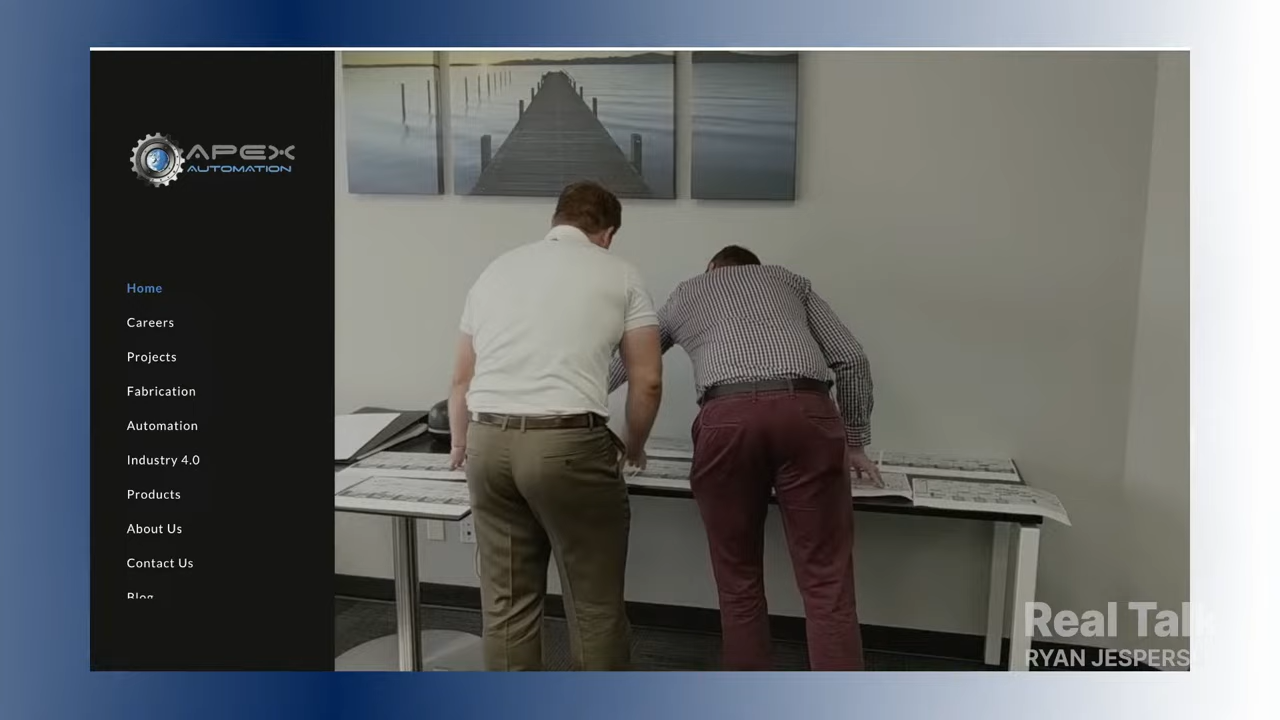 APEX
AUTOMATION
Home
Careers
Projects
Fabrication
Automation
Industry 4.0
Products
About Us
Contact Us
Blog
Real Talk
RYAN JESPERS